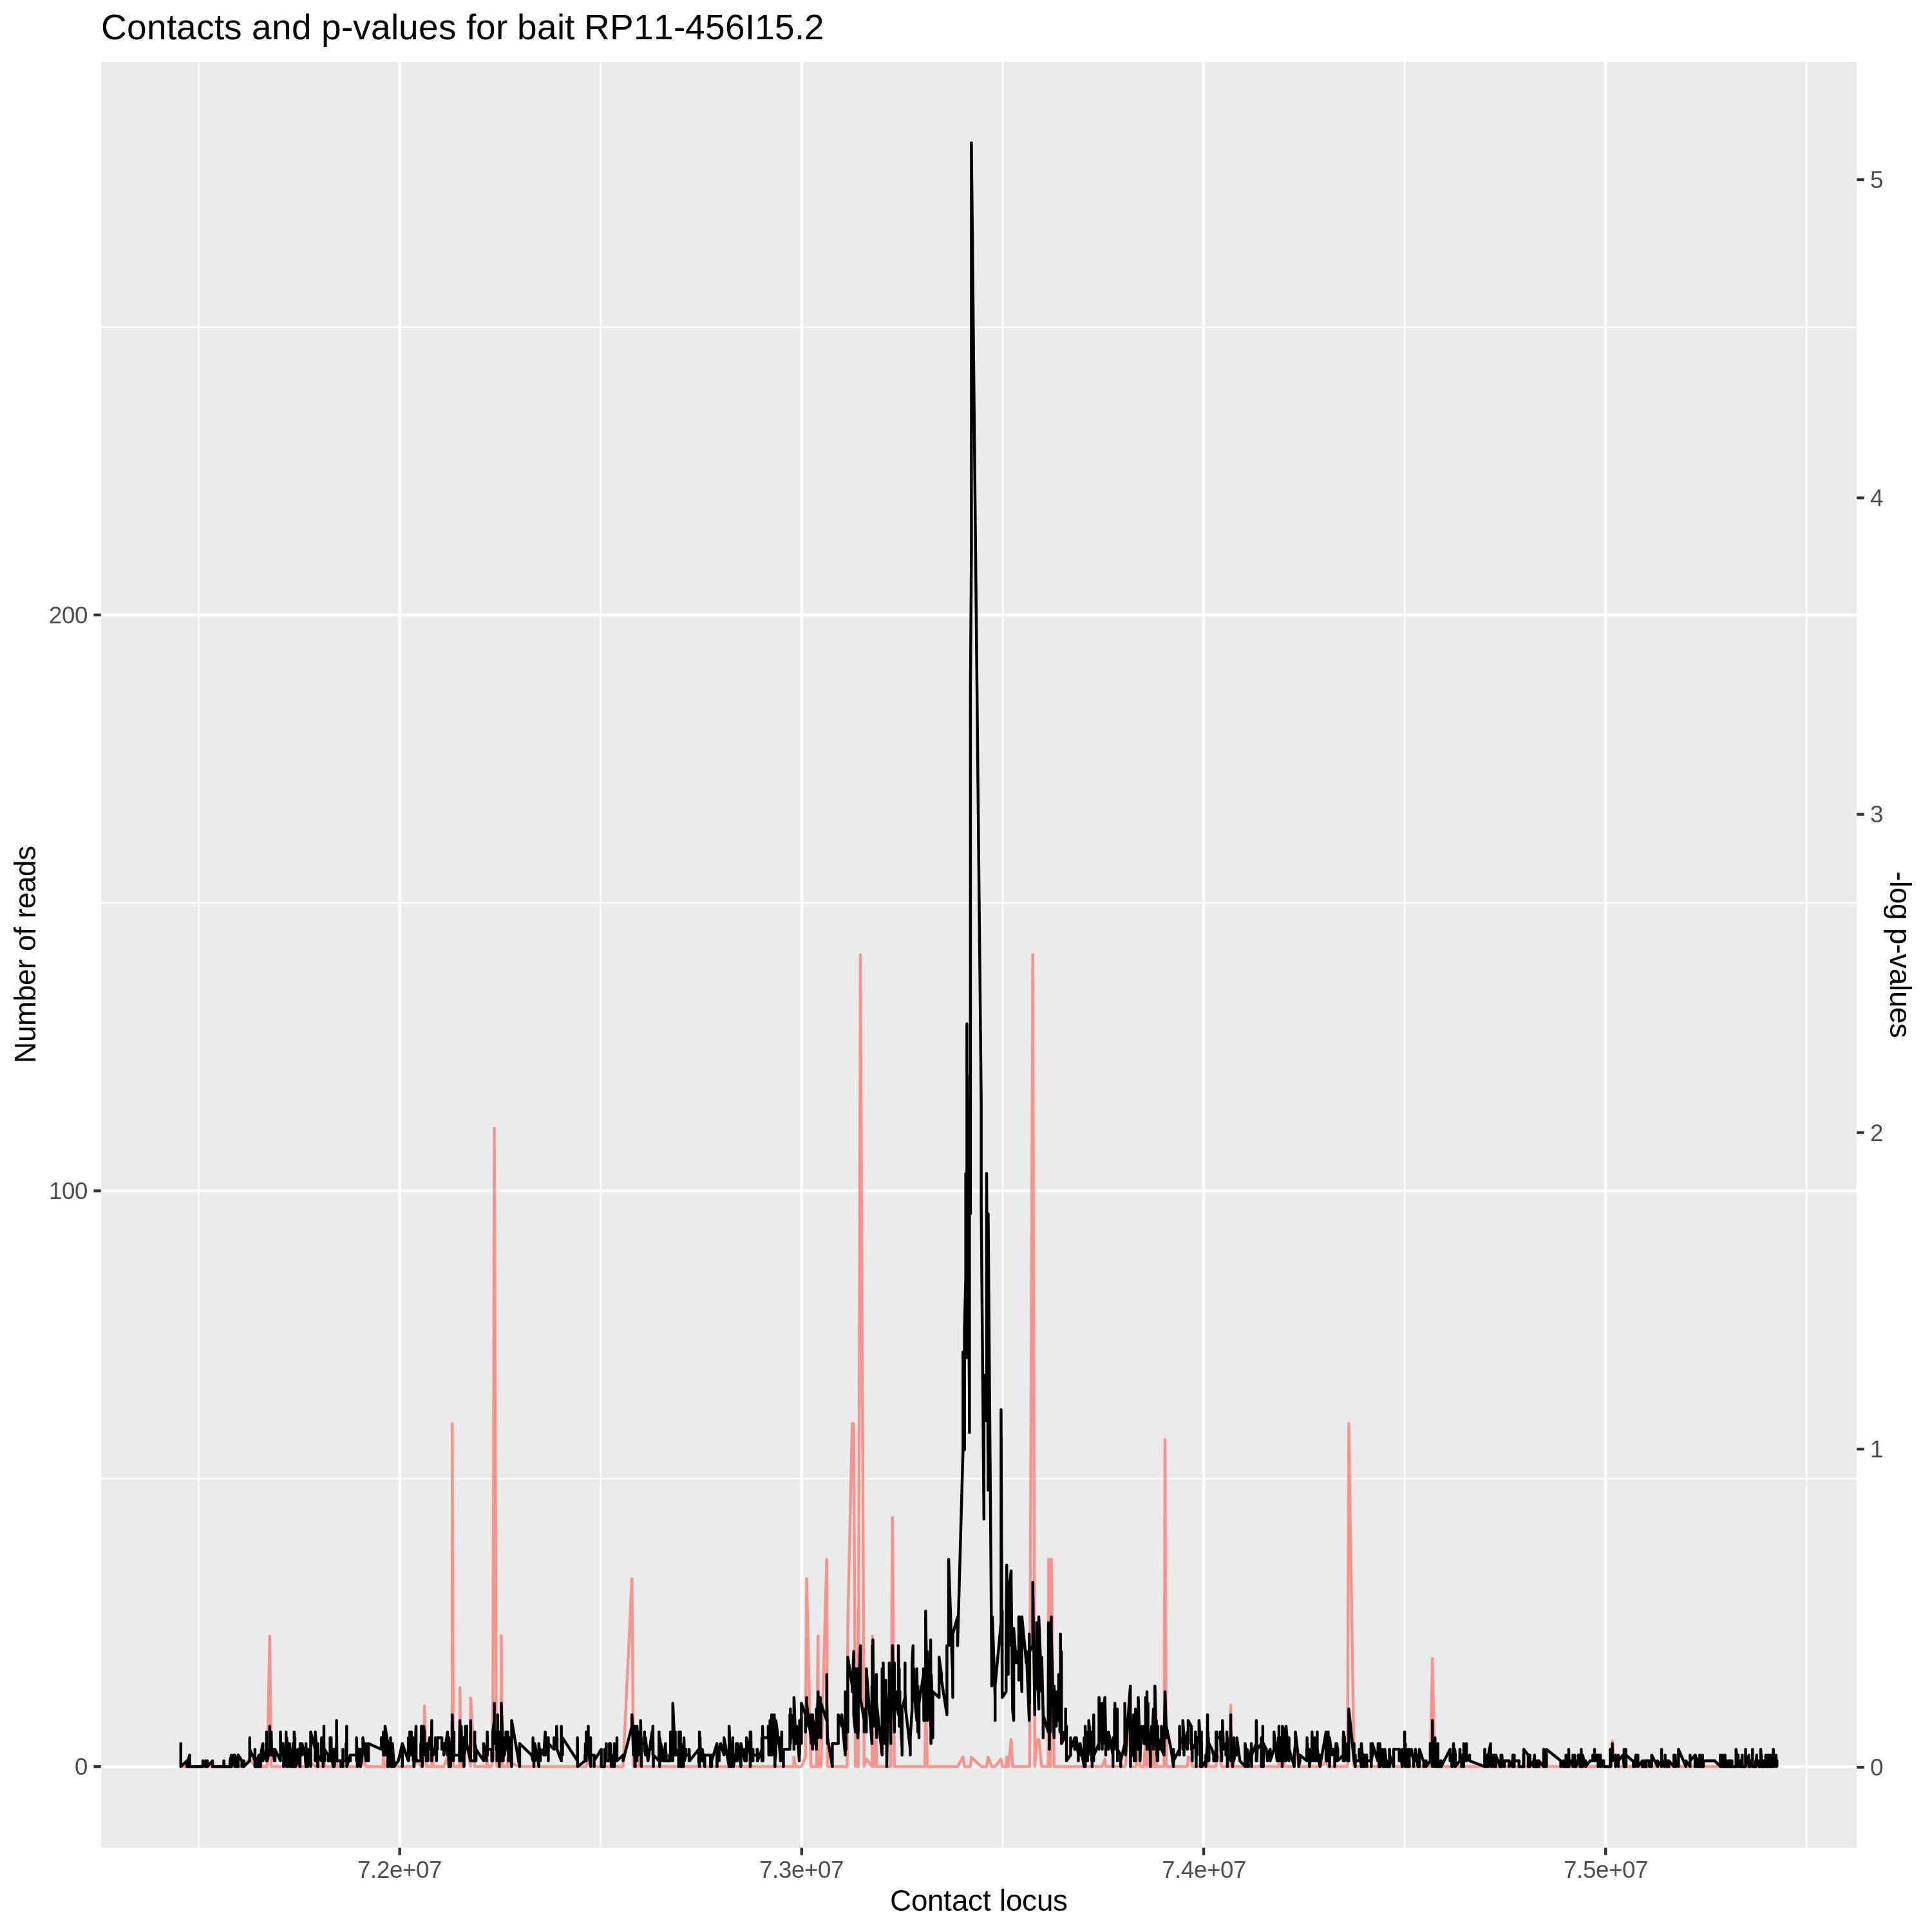 Contacts and p-values for bait RP11-456I15.2
Number of reads
200
100
0
5
4
3
2
1
0
-log p-values
7.2e+07
7.3e+07
7.4e+07
7.5e+07
Contact locus